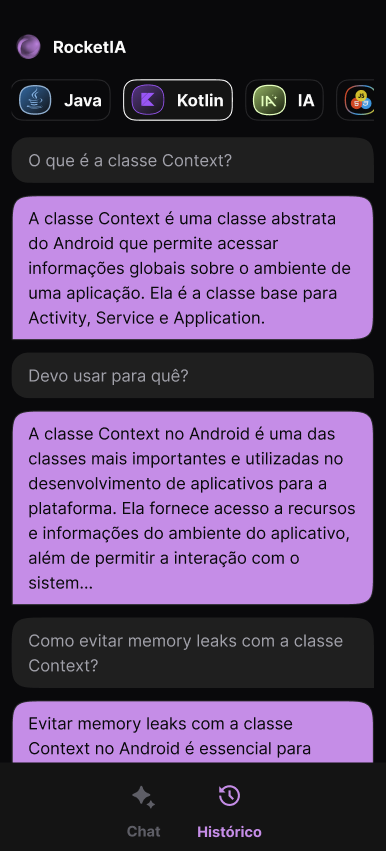 RocketIA
Java
Kotlin
IA
IA
JS
O que é a classe Context?
A classe Context é uma classe abstrata
do Android que permite acessar
informações globais sobre o ambiente de
uma aplicação. Ela é a classe base para
Activity, Service e Application.
Devo usar para quê?
A classe Context no Android é uma das
classes mais importantes e utilizadas no
desenvolvimento de aplicativos para a
plataforma. Ela fornece acesso a recursos
e informações do ambiente do aplicativo,
além de permitir a interação com o
sistem...
Como evitar memory leaks com a classe
Context?
Evitar memory leaks com a classe
Context no Android é essencial para
Chat
Histórico